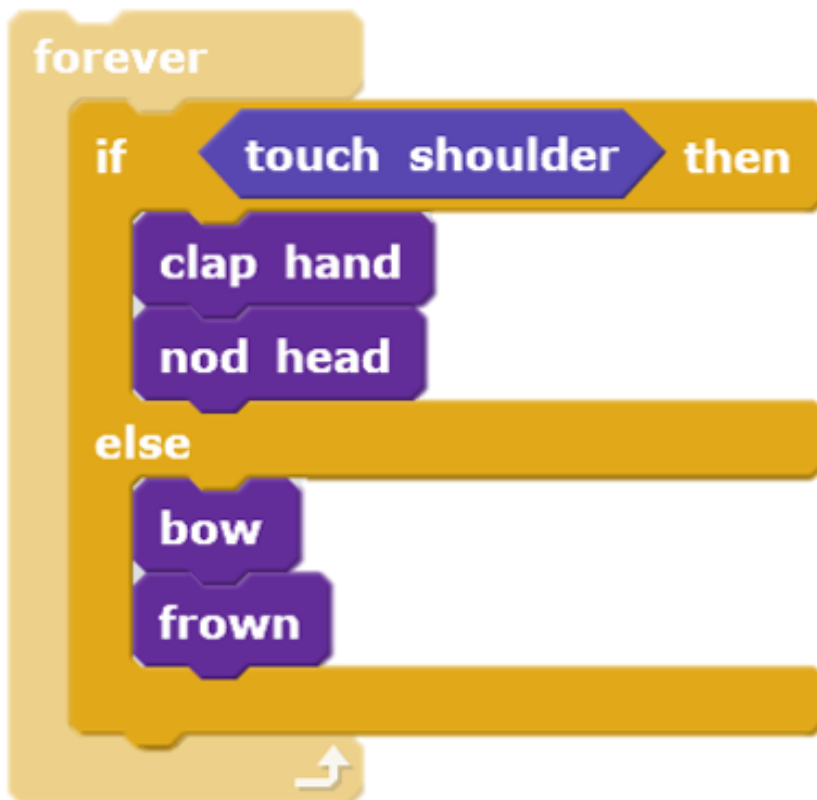 forever
if touch shoulder then
clap hand
nod head
else
bow
frown